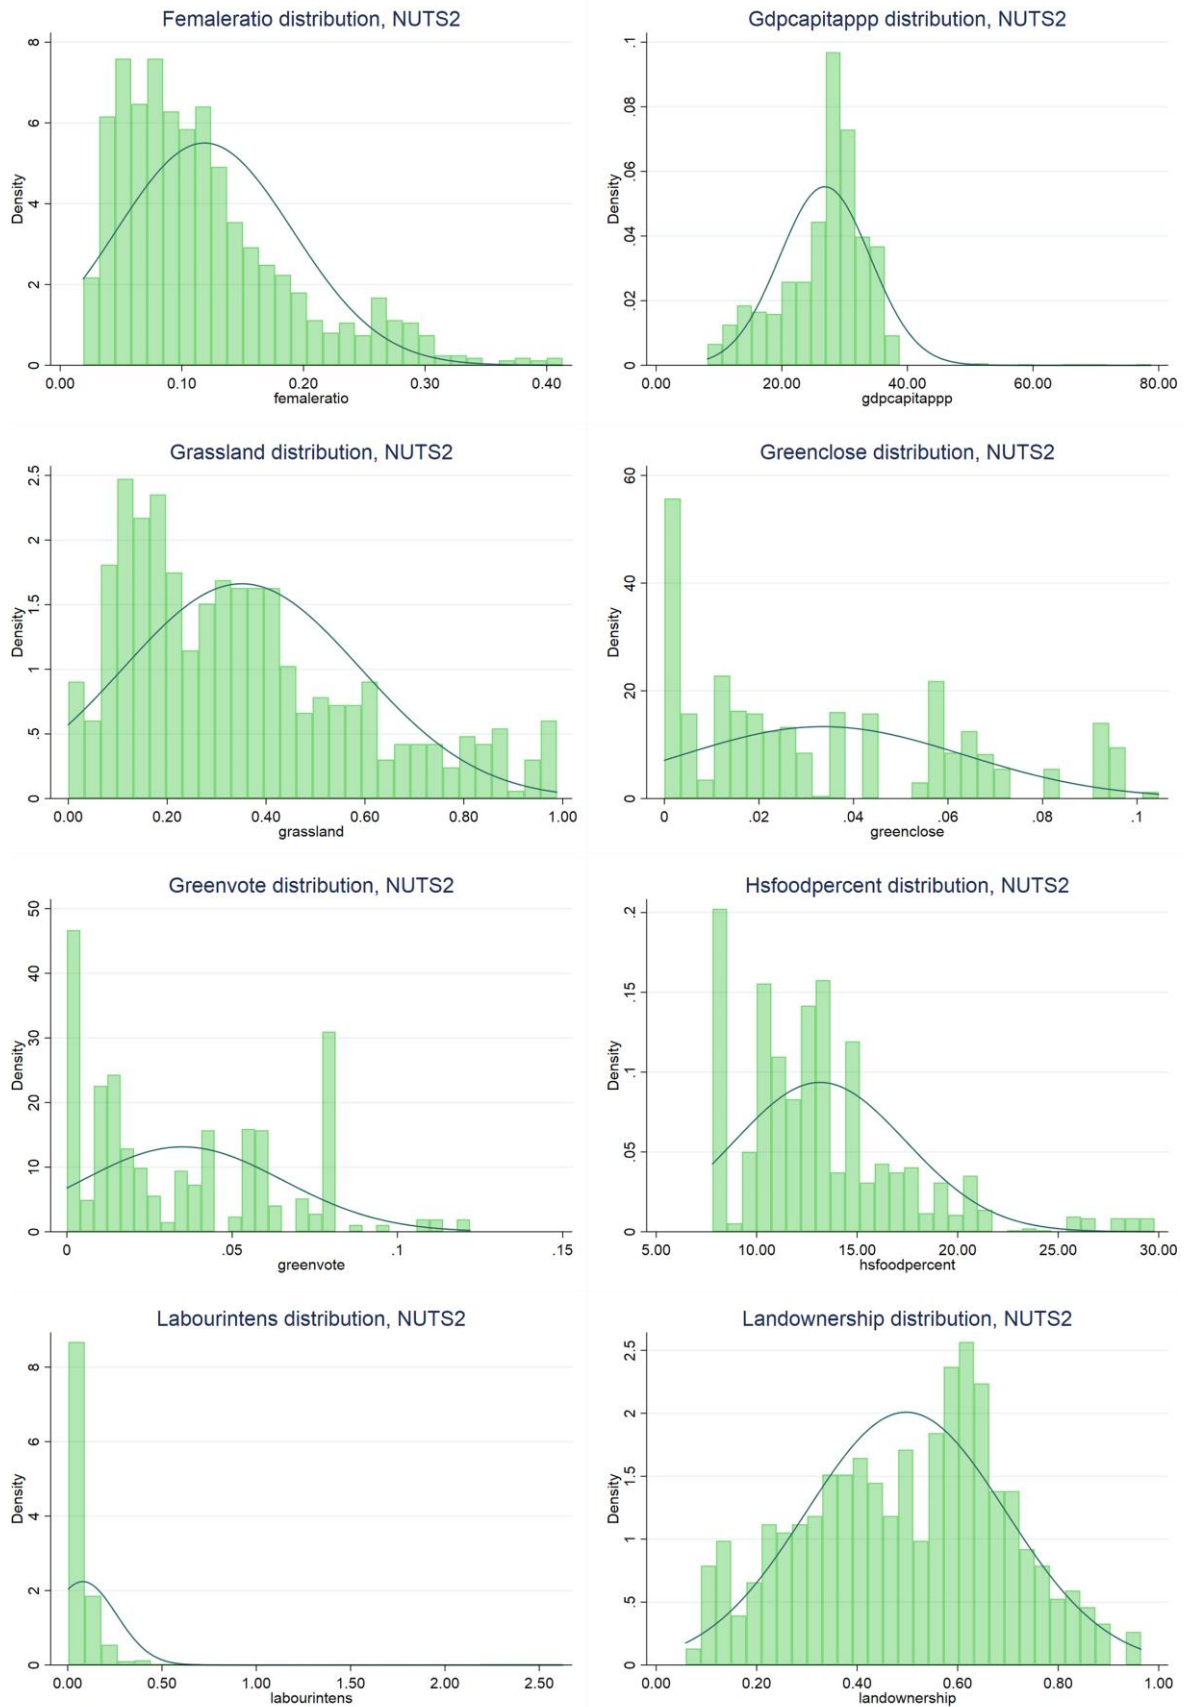 Femaleratio distribution, NUTS2
Density
0 2 4 6 8
0.00 0.10 0.20 0.30 0.40
femaleratio
Gdpcapitappp distribution, NUTS2
Density
0 .02 .04 .06 .08 .1
0.00 20.00 40.00 60.00 80.00
gdpcapitappp
Grassland distribution, NUTS2
Density
0 .5 1 1.5 2 2.5
0.00 0.20 0.40 0.60 0.80 1.00
grassland
Greenclose distribution, NUTS2
Density
0 20 40 60
0 .02 .04 .06 .08 .1
greenclose
Greenvote distribution, NUTS2
Density
0 10 20 30 40 50
0 .05 .1 .15
greenvote
Hsfoodpercent distribution, NUTS2
Density
0 .05 .1 .15 .2
5.00 10.00 15.00 20.00 25.00 30.00
hsfoodpercent
Labourintens distribution, NUTS2
Density
0 2 4 6 8
0.00 0.50 1.00 1.50 2.00 2.50
labourintens
Landownership distribution, NUTS2
Density
0 .5 1 1.5 2 2.5
0.00 0.20 0.40 0.60 0.80 1.00
landownership